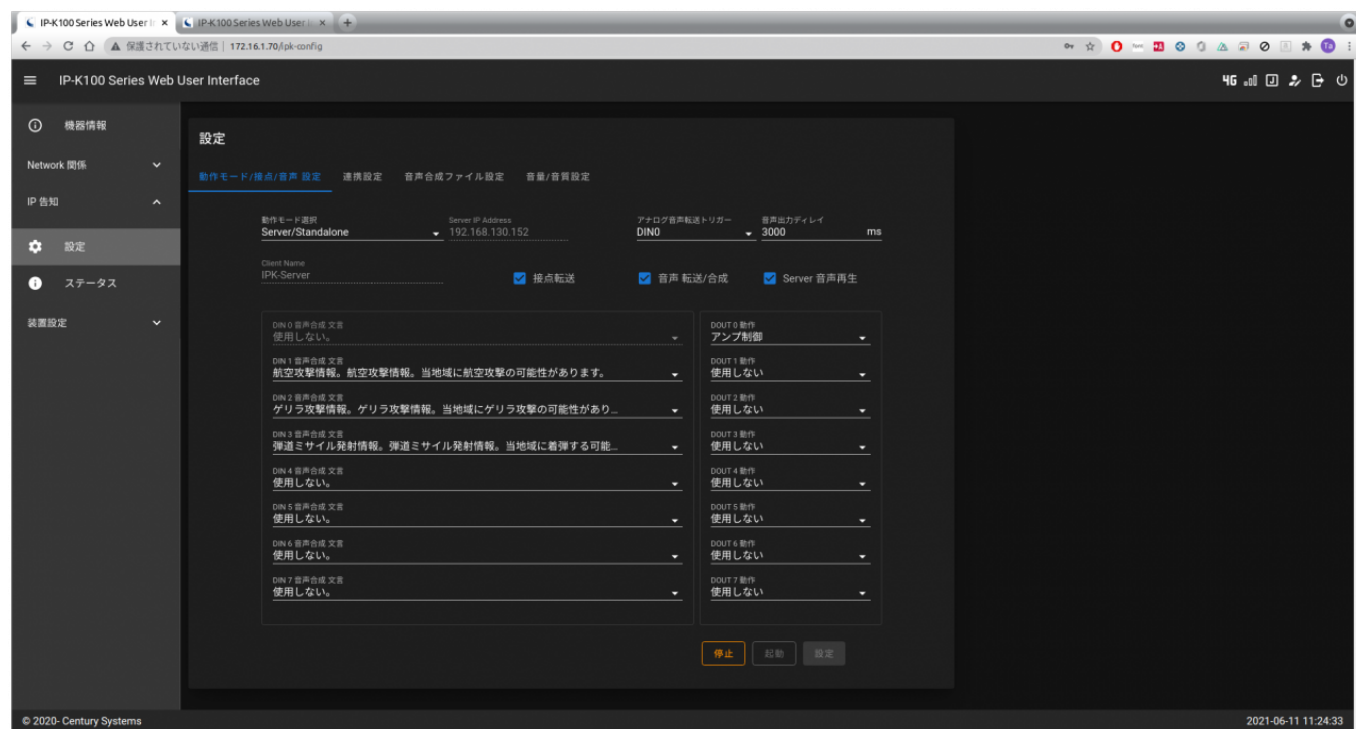 IP-K100 Series Web User In
IP-K100 Series Web User In
保護されていない通信 | 172.16.1.70/ipk-config
IP-K100 Series Web User Interface
4G
機器情報
Network 関係
IP 告知
設定
ステータス
装置設定
設定
動作モード/接点/音声 設定 連携設定 音声合成ファイル設定 音量/音質設定
動作モード選択 Server IP Address アナログ音声転送トリガー 音声出力ディレイ
Server/Standalone 192.168.130.152 DIN0 3000 ms
Client Name
IPK-Server 接点転送 音声 転送/合成 Server 音声再生
DIN 0 音声合成 文言 DOUT 0 動作
使用しない。 アンプ制御
DIN 1 音声合成 文言 DOUT 1 動作
航空攻撃情報。航空攻撃情報。当地域に航空攻撃の可能性があります。 使用しない
DIN 2 音声合成 文言 DOUT 2 動作
ゲリラ攻撃情報。ゲリラ攻撃情報。当地域にゲリラ攻撃の可能性があり... 使用しない
DIN 3 音声合成 文言 DOUT 3 動作
弾道ミサイル発射情報。弾道ミサイル発射情報。当地域に着弾する可能... 使用しない
DIN 4 音声合成 文言 DOUT 4 動作
使用しない。 使用しない
DIN 5 音声合成 文言 DOUT 5 動作
使用しない。 使用しない
DIN 6 音声合成 文言 DOUT 6 動作
使用しない。 使用しない
DIN 7 音声合成 文言 DOUT 7 動作
使用しない。 使用しない
停止 起動 設定
© 2020- Century Systems 2021-06-11 11:24:33